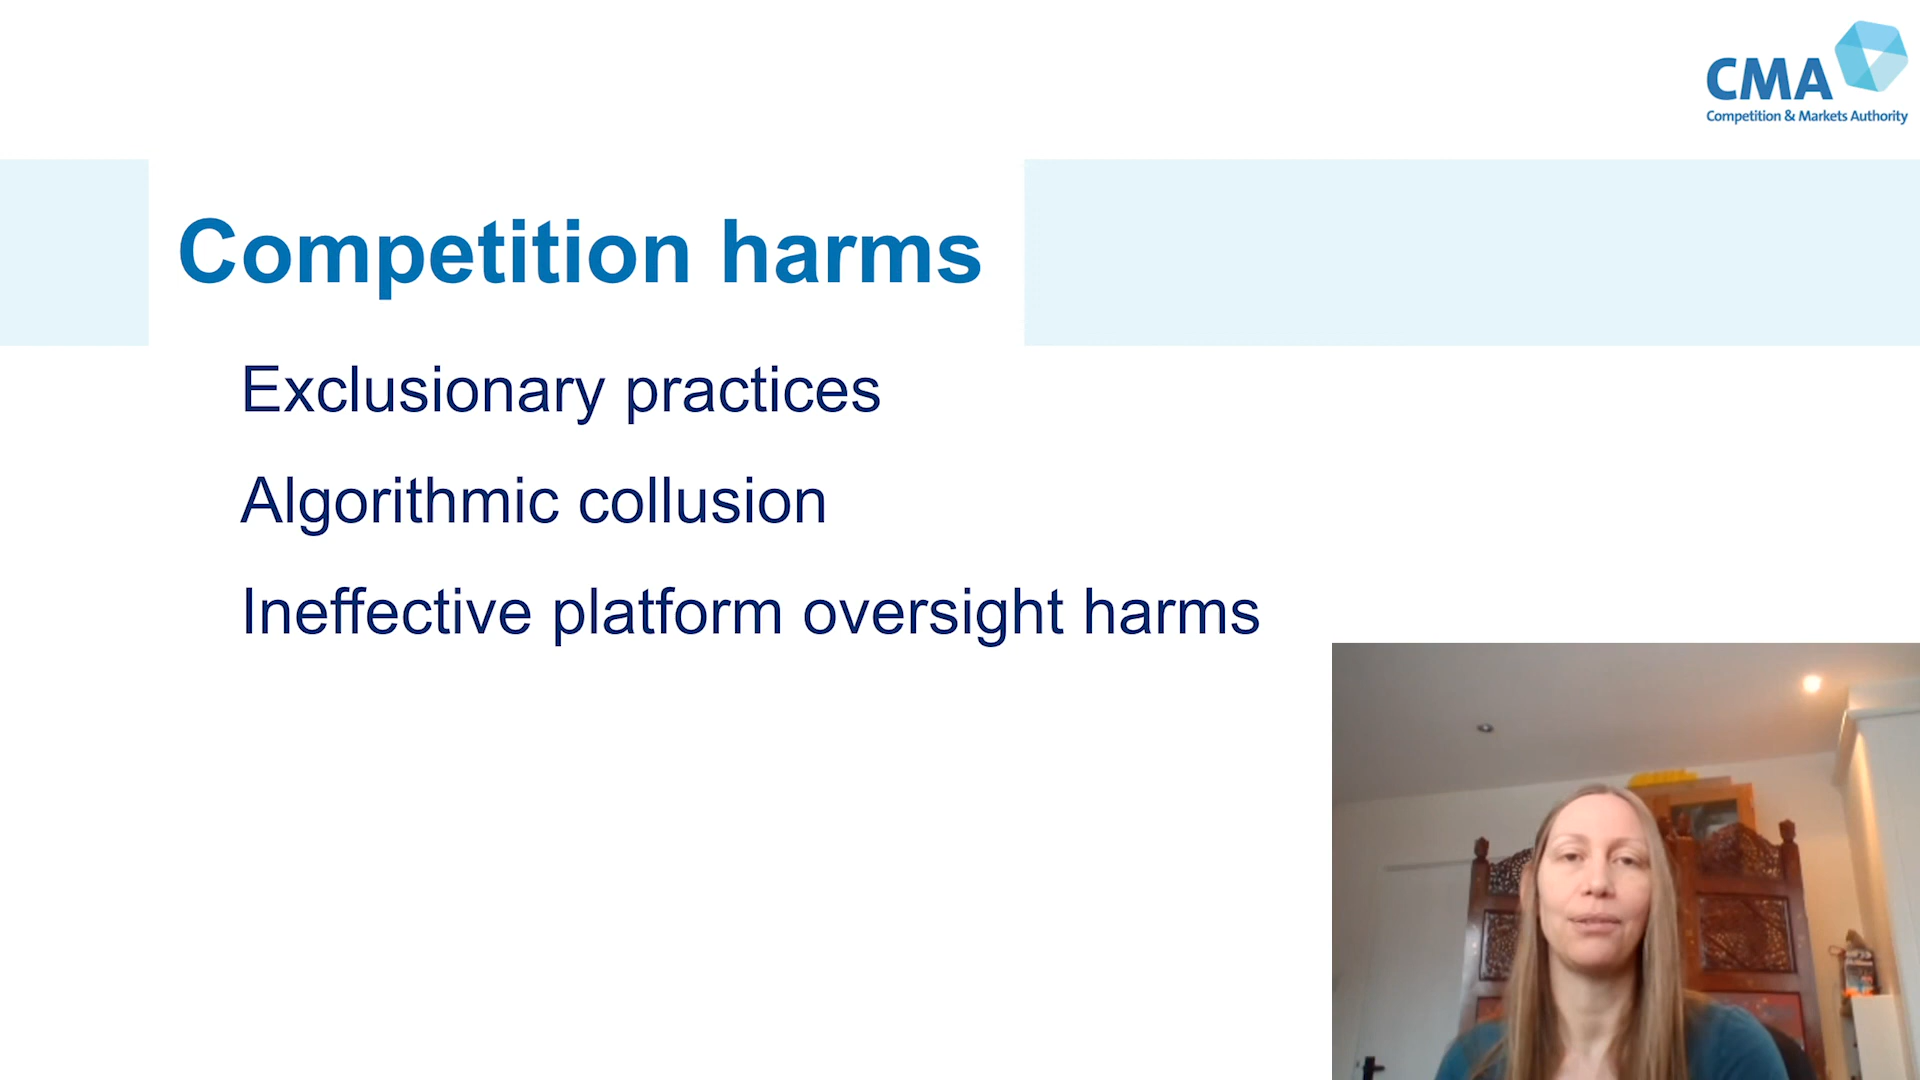 CMA
Competition & Markets Authority
Competition harms
Exclusionary practices
Algorithmic collusion
Ineffective platform oversight harms